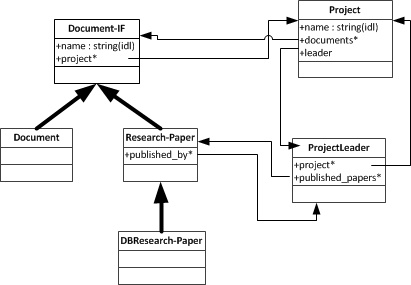 Document-IF
+name : string(idl)
+project*
Project
+name : string(idl)
+documents*
+leader
Document
Research-Paper
+published_by*
ProjectLeader
+project*
+published_papers*
DBResearch-Paper